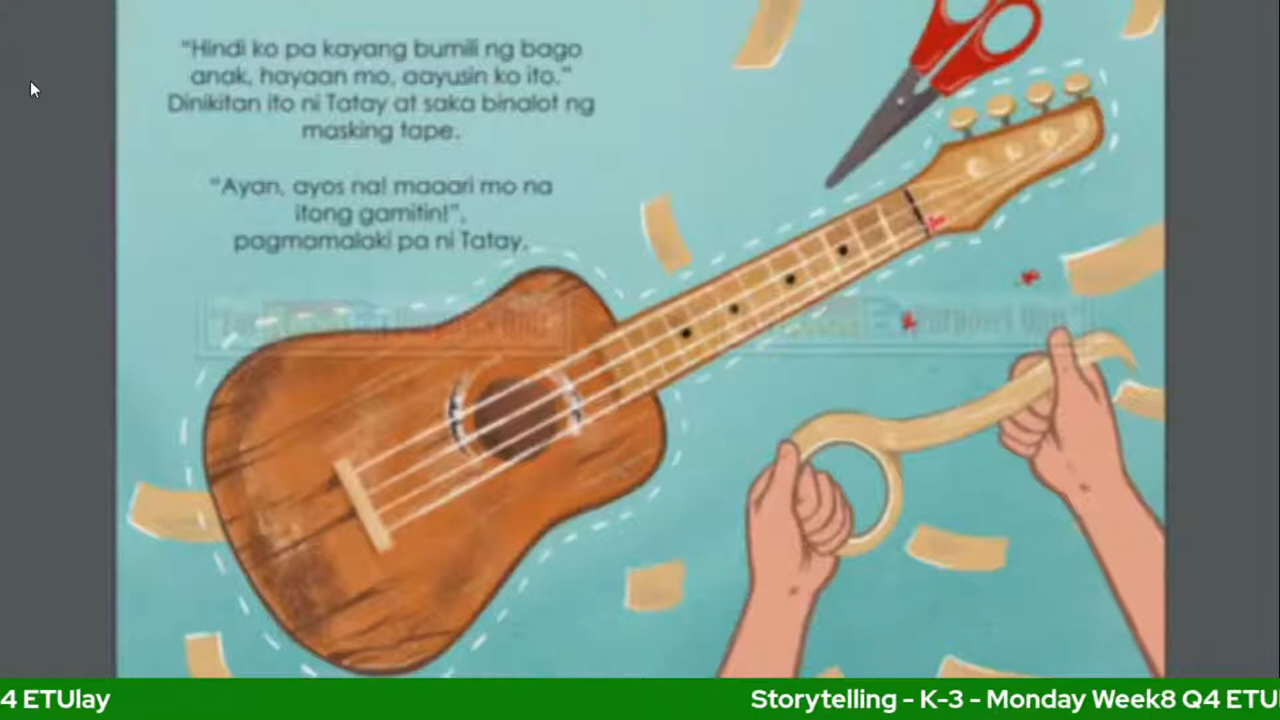 "Hindi ko pa kayang bumili ng bago
anak, hayaan mo, aayusin ko ito."
Dinikitan ito ni Tatay at saka binalot ng
masking tape.
"Ayan, ayos na! maaari mo na
itong gamitin!",
pagmamalaki pa ni Tatay.
4 ETUlay
Storytelling - K-3 - Monday Week8 Q4 ETU